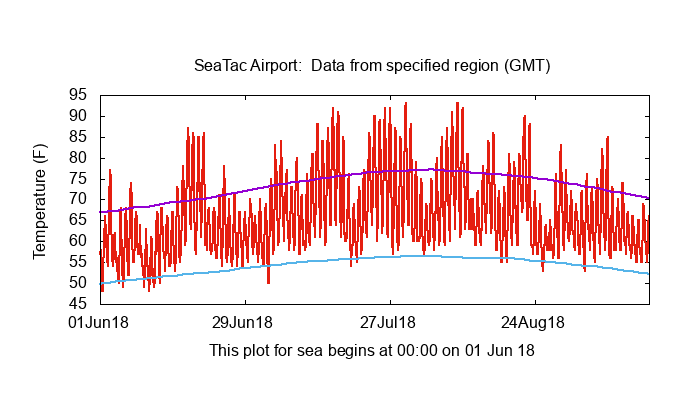 SeaTac Airport:  Data from specified region (GMT)
Temperature (F)
95
90
85
80
75
70
65
60
55
50
45
01Jun18 29Jun18 27Jul18 24Aug18
This plot for sea begins at 00:00 on 01 Jun 18